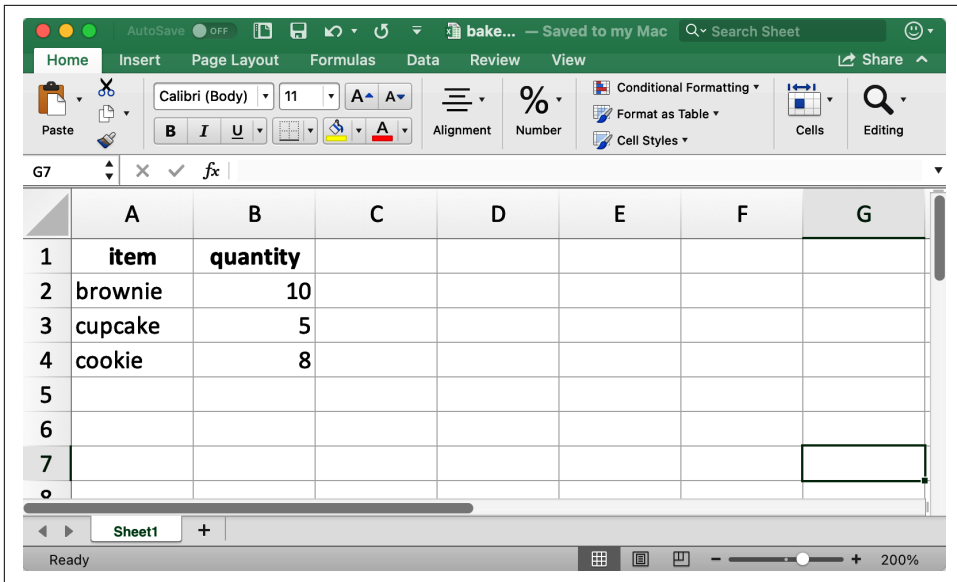 AutoSave OFF bake... — Saved to my Mac Search Sheet
Home Insert Page Layout Formulas Data Review View Share
Paste Calibri (Body) 11 A A Alignment % Number Conditional Formatting Cells Editing
B I U A Format as Table
Cell Styles
G7 fx
A B C D E F G
1 item quantity
2 brownie 10
3 cupcake 5
4 cookie 8
5
6
7
8
Sheet1 +
Ready − + 200%